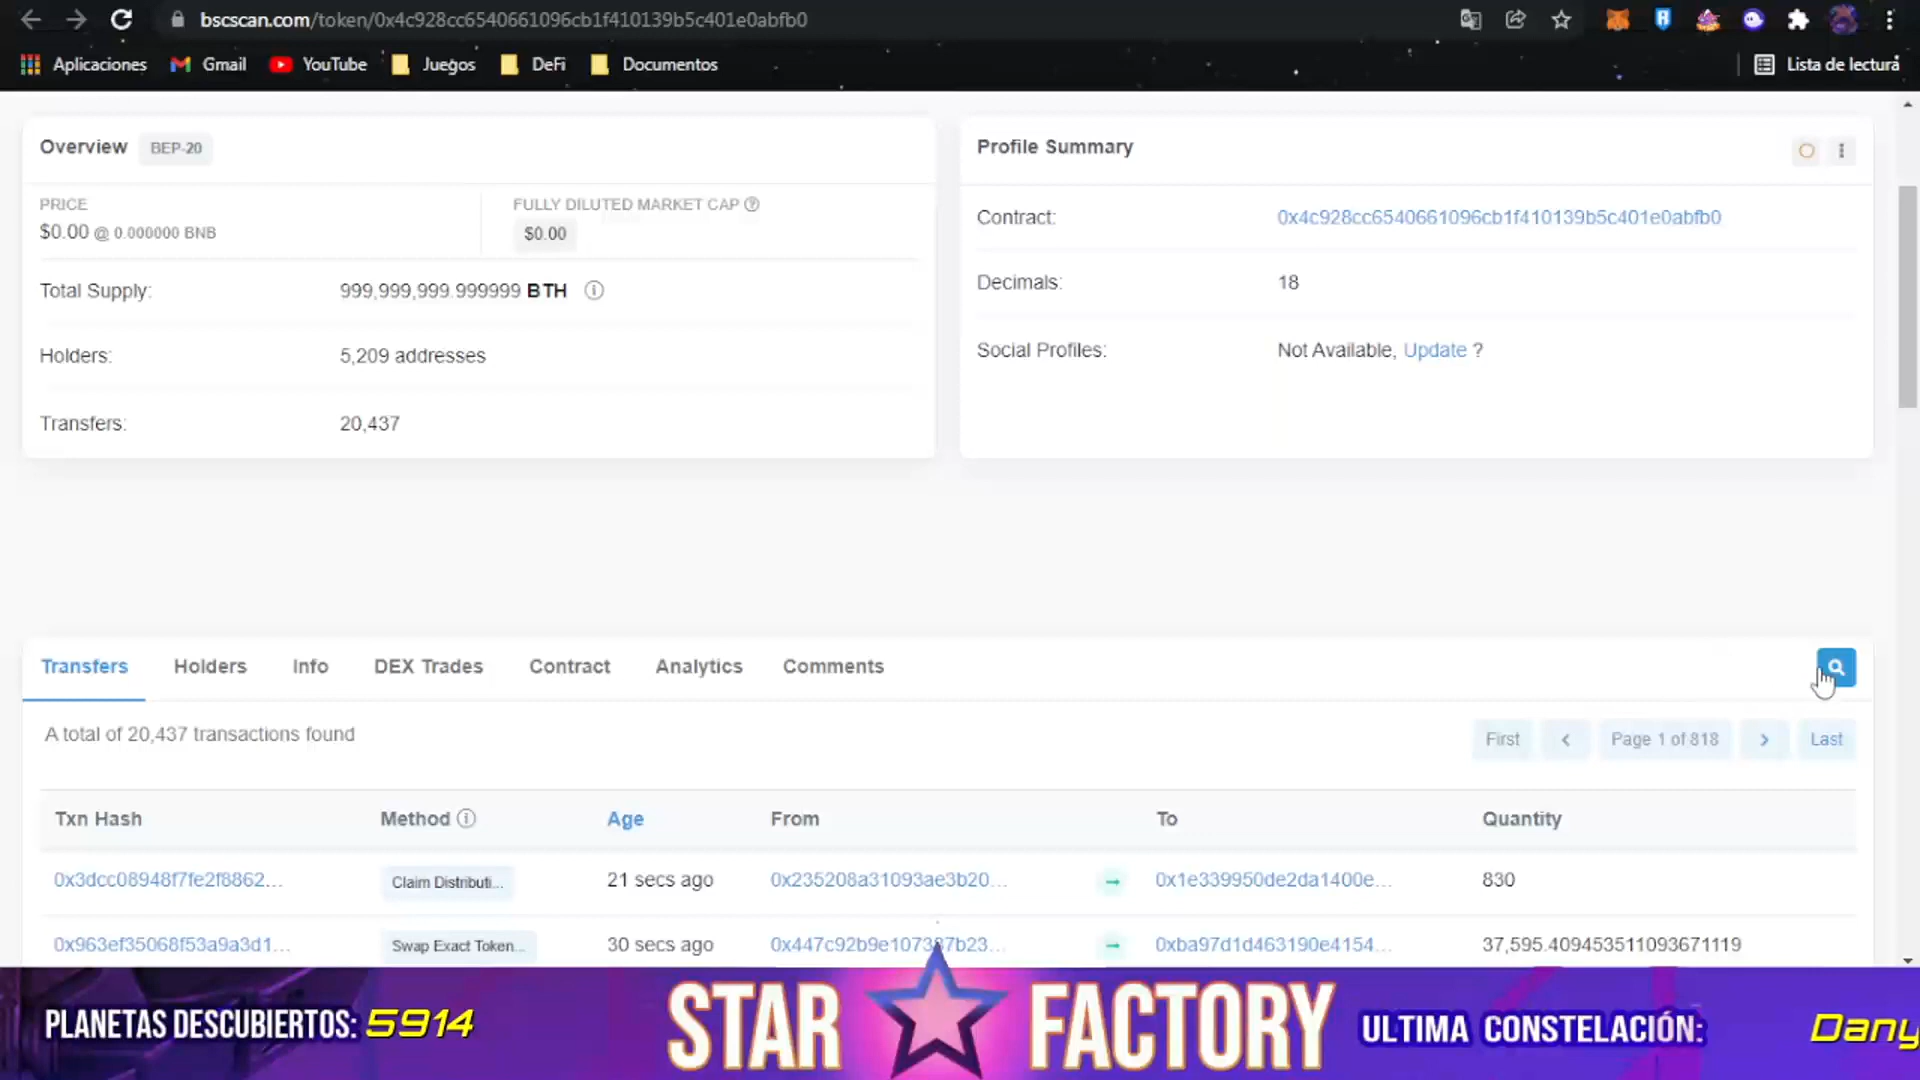 bscscan.com/token/0x4c928cc6540661096cb1f410139b5c401e0abfb0
Aplicaciones Gmail YouTube Juegos DeFi Documentos Lista de lectura
Overview BEP-20
PRICE
$0.00 @ 0.000000 BNB
FULLY DILUTED MARKET CAP
$0.00
Total Supply: 999,999,999.999999 BTH
Holders: 5,209 addresses
Transfers: 20,437
Profile Summary
Contract: 0x4c928cc6540661096cb1f410139b5c401e0abfb0
Decimals: 18
Social Profiles: Not Available, Update ?
Transfers Holders Info DEX Trades Contract Analytics Comments
A total of 20,437 transactions found
First Page 1 of 818 Last
Txn Hash Method Age From To Quantity
0x3dcc08948f7fe2f8862... Claim Distributi... 21 secs ago 0x235208a31093ae3b20... 0x1e339950de2da1400e... 830
0x963ef35068f53a9a3d1... Swap Exact Token... 30 secs ago 0xba97d1d463190e4154... 37,595.409453511093671119
PLANETAS DESCUBIERTOS: 5914 STAR FACTORY ULTIMA CONSTELACIÓN: Dany